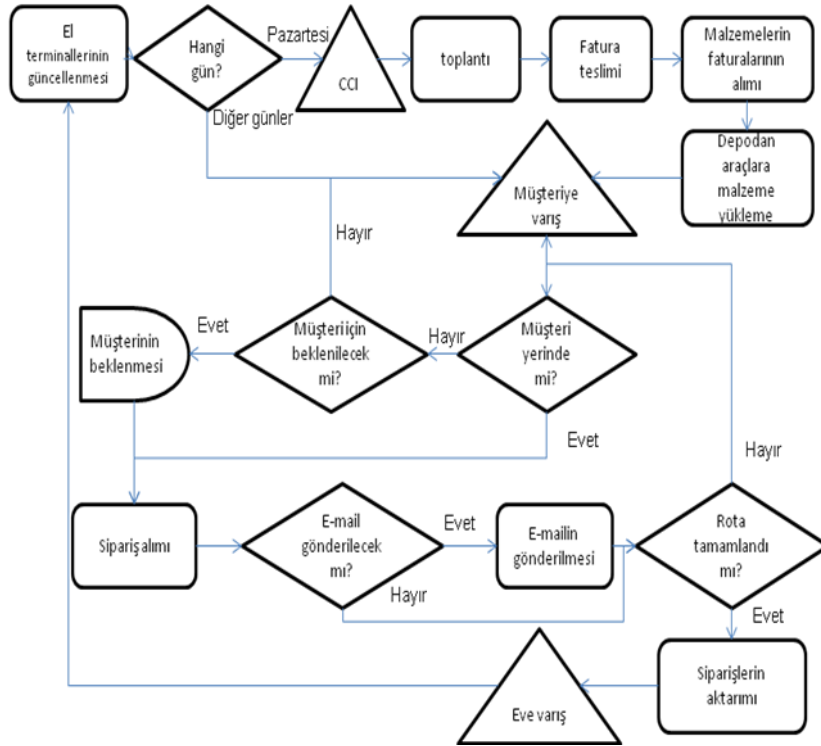 El
terminallerinin
güncellenmesi
Hangi
gün?
Pazartesi
CCI
toplantı
Fatura
teslimi
Malzemelerin
faturalarının
alımı
Diğer günler
Depodan
araçlara
malzeme
yükleme
Müşteriye
varış
Hayır
Müşterinin
beklenmesi
Evet
Müşteri için
beklenilecek
mi?
Hayır
Müşteri
yerinde
mi?
Evet
Hayır
Sipariş alımı
E-mail
gönderilecek
mı?
Evet
E-mailin
gönderilmesi
Rota
tamamlandı
mı?
Hayır
Evet
Siparişlerin
aktarımı
Eve varış